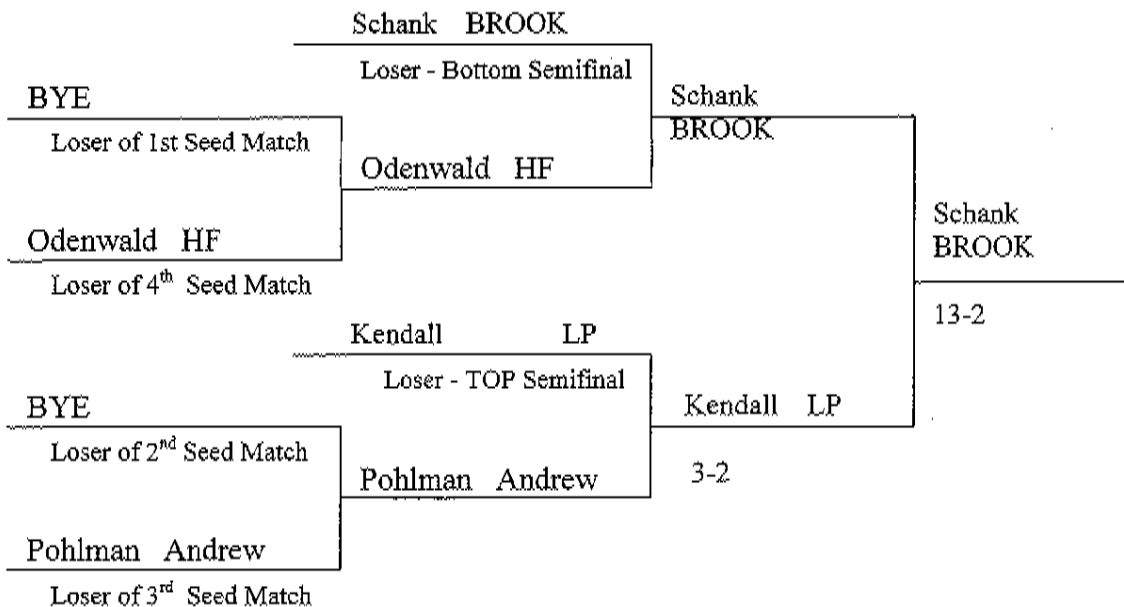 Schank BROOK
Loser - Bottom Semifinal
BYE
Loser of 1st Seed Match
Schank
BROOK
Odenwald HF
Odenwald HF
Loser of 4th Seed Match
Schank
BROOK
13-2
Kendall LP
Loser - TOP Semifinal
BYE
Loser of 2nd Seed Match
Kendall LP
3-2
Pohlman Andrew
Pohlman Andrew
Loser of 3rd Seed Match